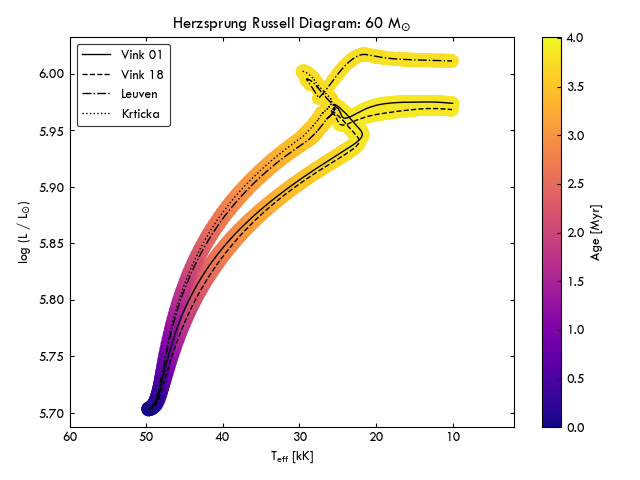 Herzsprung Russell Diagram: 60 M⊙
Vink 01
Vink 18
Leuven
Krticka
log (L / L⊙)
6.00
5.95
5.90
5.85
5.80
5.75
5.70
60 50 40 30 20 10
T_eff [kK]
4.0
3.5
3.0
2.5
2.0
1.5
1.0
0.5
0.0
Age [Myr]